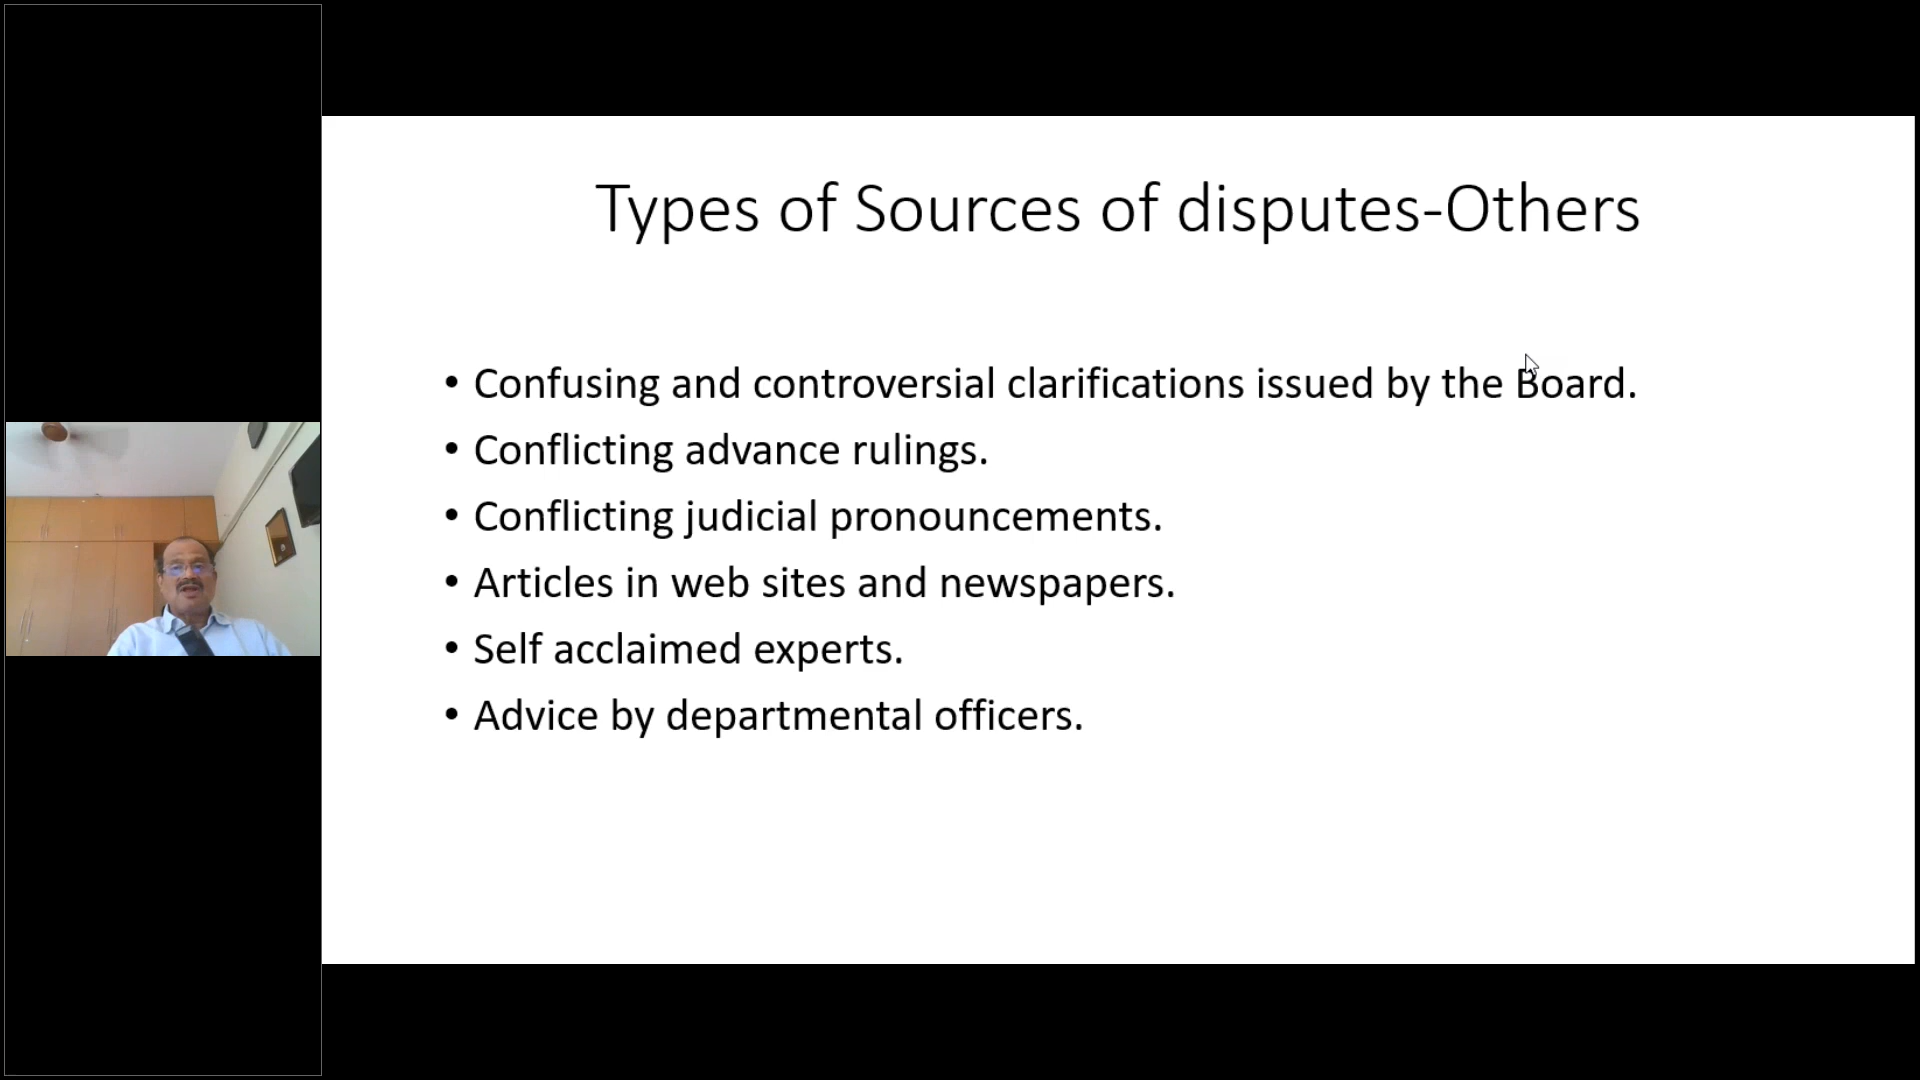 Types of Sources of disputes-Others
• Confusing and controversial clarifications issued by the Board.
• Conflicting advance rulings.
• Conflicting judicial pronouncements.
• Articles in web sites and newspapers.
• Self acclaimed experts.
• Advice by departmental officers.